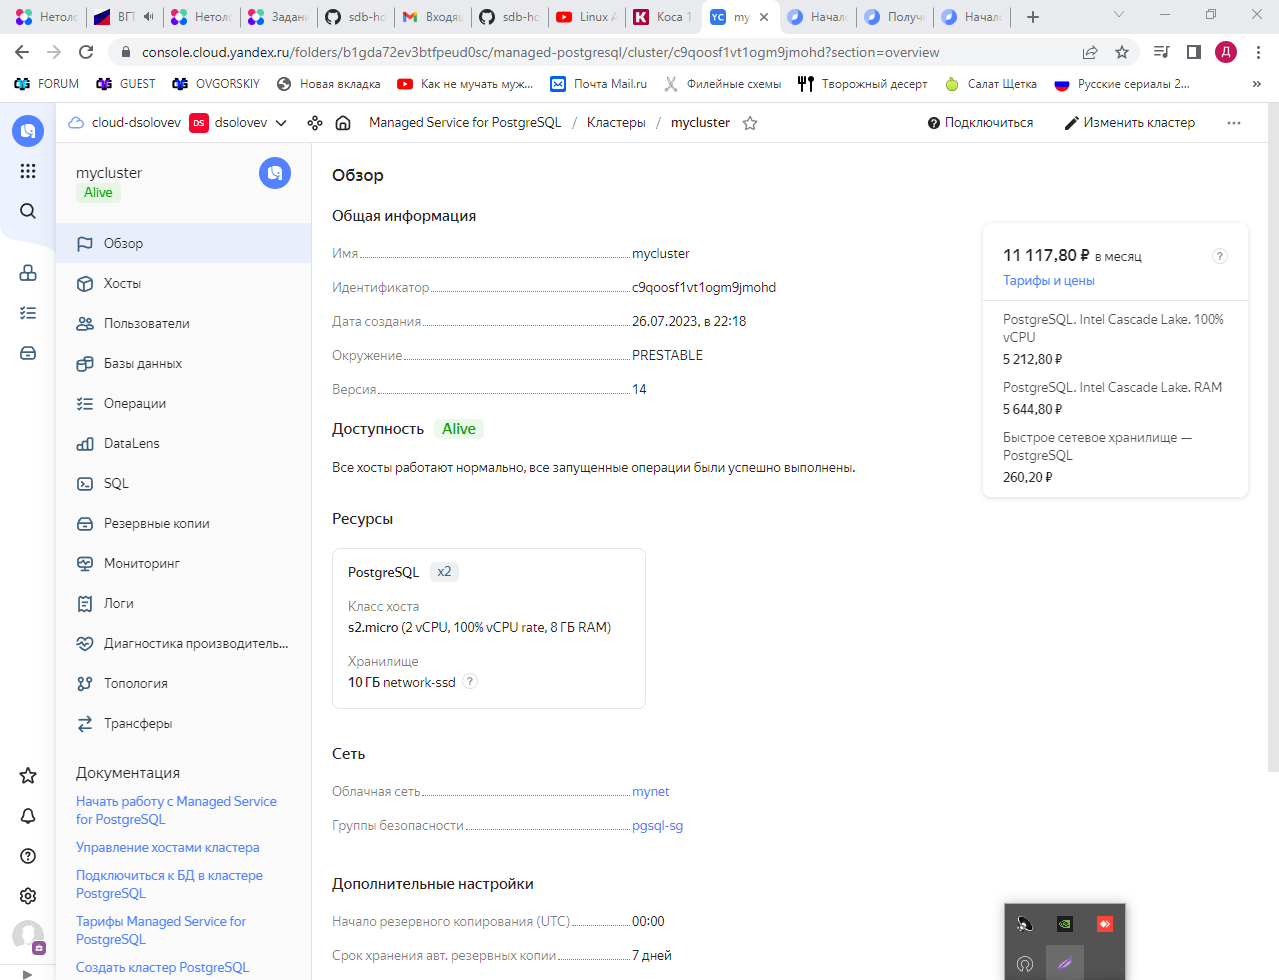 Нетоло
ВГТ
Нетоло
Задани
sdb-ho
Входящ
sdb-ho
Linux A
Коса 1
my
Начало
Получ
Начало
console.cloud.yandex.ru/folders/b1gda72ev3btfpeud0sc/managed-postgresql/cluster/c9qoosf1vt1ogm9jmohd?section=overview
Д
FORUM
GUEST
OVGORSKIY
Новая вкладка
Как не мучать муж...
Почта Mail.ru
Филейные схемы
Творожный десерт
Салат Щетка
Русские сериалы 2...
»
cloud-dsolovev
DS
dsolovev
Managed Service for PostgreSQL / Кластеры / mycluster
Подключиться
Изменить кластер
mycluster
Alive
Обзор
Хосты
Пользователи
Базы данных
Операции
DataLens
SQL
Резервные копии
Мониторинг
Логи
Диагностика производитель...
Топология
Трансферы
Документация
Начать работу с Managed Service
for PostgreSQL
Управление хостами кластера
Подключиться к БД в кластере
PostgreSQL
Тарифы Managed Service for
PostgreSQL
Создать кластер PostgreSQL
Обзор
Общая информация
Имя mycluster
Идентификатор c9qoosf1vt1ogm9jmohd
Дата создания 26.07.2023, в 22:18
Окружение PRESTABLE
Версия 14
Доступность Alive
Все хосты работают нормально, все запущенные операции были успешно выполнены.
Ресурсы
PostgreSQL x2
Класс хоста
s2.micro (2 vCPU, 100% vCPU rate, 8 ГБ RAM)
Хранилище
10 ГБ network-ssd ?
Сеть
Облачная сеть mynet
Группы безопасности pgsql-sg
Дополнительные настройки
Начало резервного копирования (UTC) 00:00
Срок хранения авт. резервных копии 7 дней
11 117,80 ₽ в месяц ?
Тарифы и цены
PostgreSQL. Intel Cascade Lake. 100%
vCPU
5 212,80 ₽
PostgreSQL. Intel Cascade Lake. RAM
5 644,80 ₽
Быстрое сетевое хранилище —
PostgreSQL
260,20 ₽